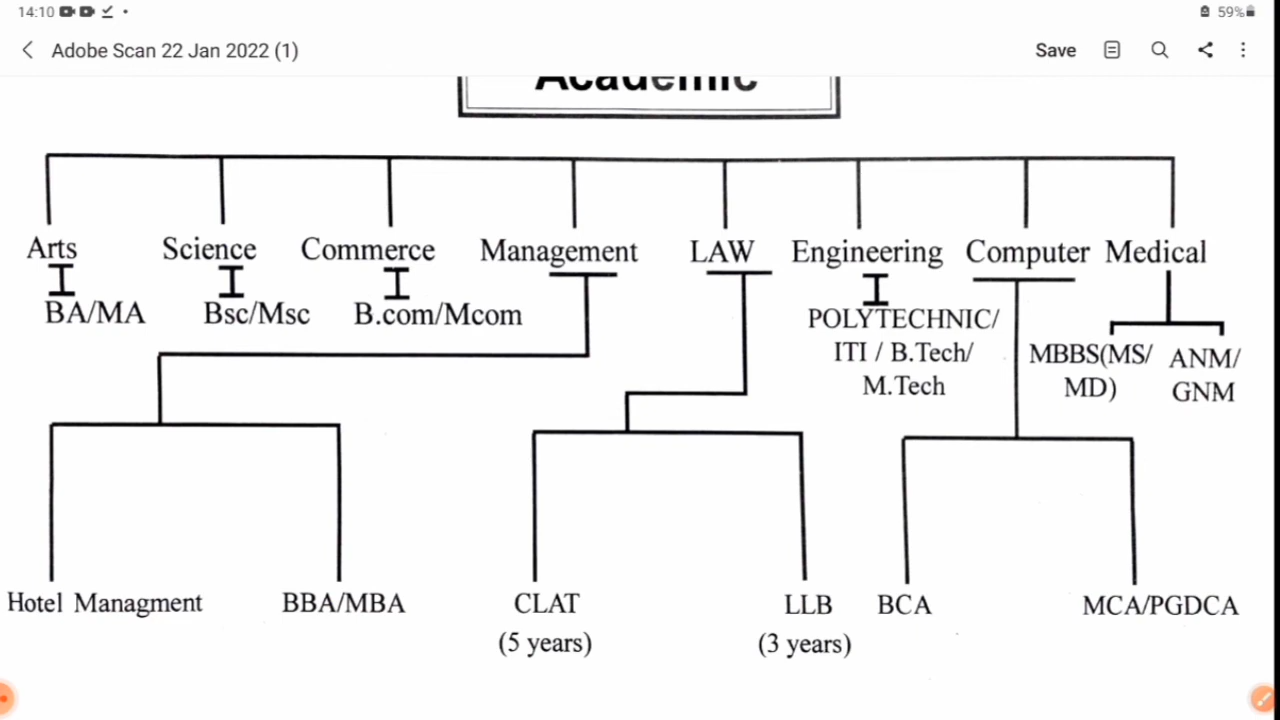 14:10
59%
Adobe Scan 22 Jan 2022 (1)
Save
Academic
Arts Science Commerce Management LAW Engineering Computer Medical
BA/MA Bsc/Msc B.com/Mcom
POLYTECHNIC/
ITI / B.Tech/
M.Tech
MBBS(MS/
MD)
ANM/
GNM
Hotel Managment BBA/MBA CLAT LLB BCA MCA/PGDCA
(5 years) (3 years)